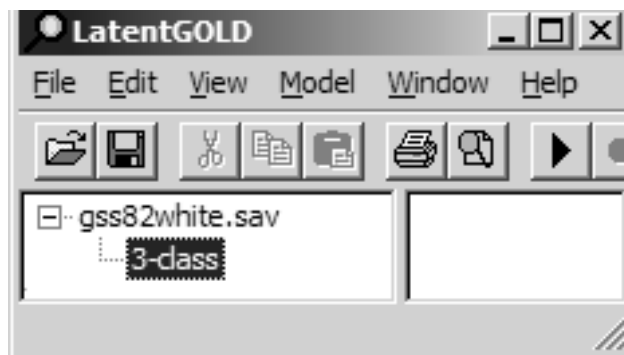 LatentGOLD
File Edit View Model Window Help
gss82white.sav
3-class